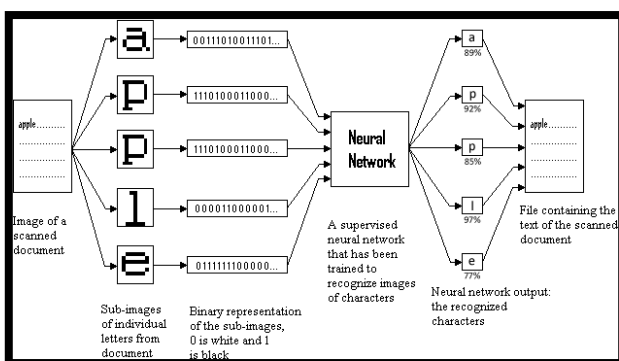 apple.........
a
p
p
l
e
00111010011101...
1110100011000...
1110100011000...
000011000001...
0111111100000...
Neural
Network
a
89%
p
92%
p
85%
l
97%
e
77%
apple.........
Image of a
scanned
document
Sub-images
of individual
letters from
document
Binary representation
of the sub-images,
0 is white and 1
is black
A supervised
neural network
that has been
trained to
recognize images
of characters
Neural network output:
the recognized
characters
File containing the
text of the scanned
document